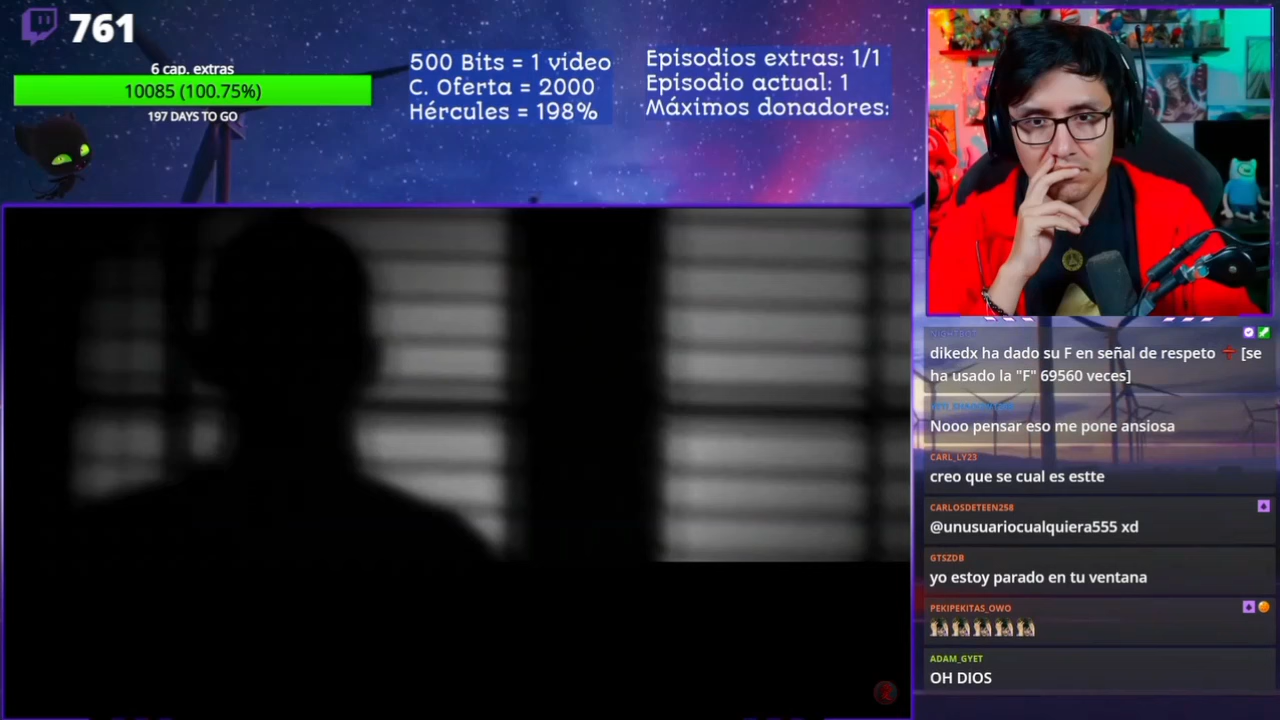 761
6 cap. extras
10085 (100.75%)
197 DAYS TO GO
500 Bits = 1 video
C. Oferta = 2000
Hércules = 198%
Episodios extras: 1/1
Episodio actual: 1
Máximos donadores:
dikedx ha dado su F en señal de respeto [se
ha usado la "F" 69560 veces]
Nooo pensar eso me pone ansiosa
CARL_LY23
creo que se cual es estte
CARLOSDETEEN258
@unusuariocualquiera555 xd
GTSZDB
yo estoy parado en tu ventana
PEKIPEKITAS_OWO
ADAM_GYET
OH DIOS